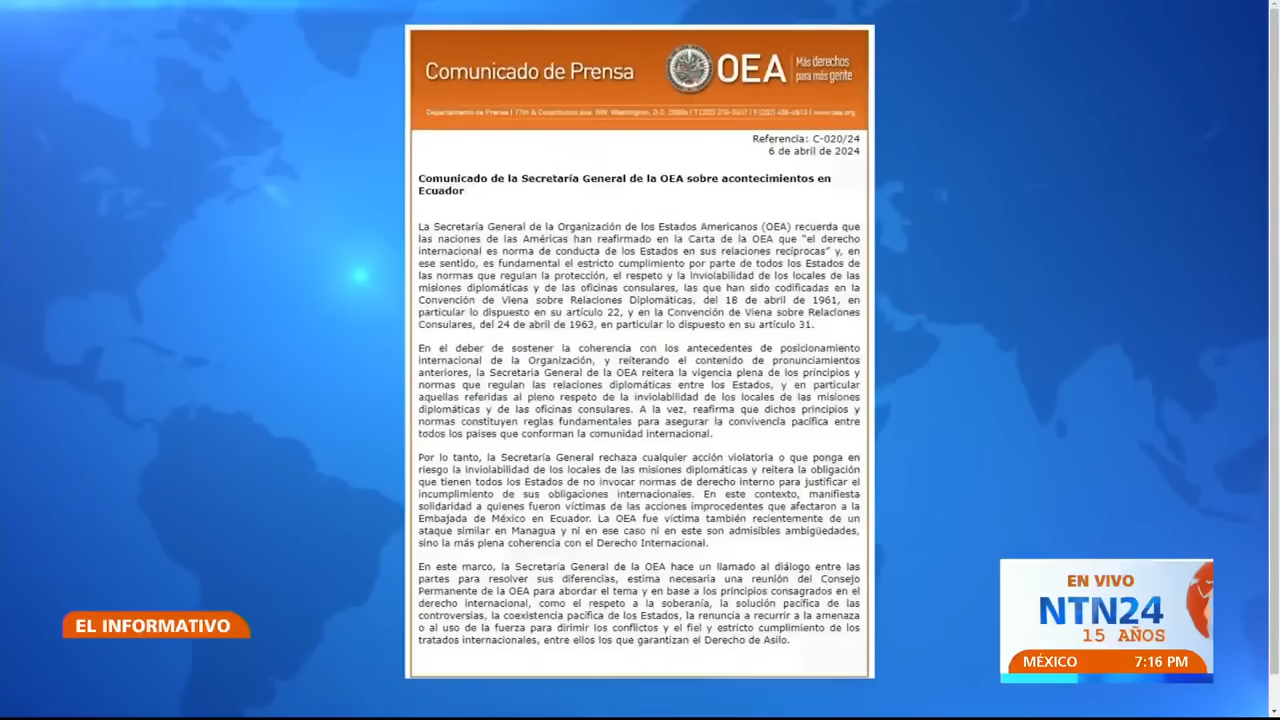 Comunicado de Prensa
OEA
Más derechos
para más gente
Referencia: C-020/24
6 de abril de 2024
Comunicado de la Secretaría General de la OEA sobre acontecimientos en
Ecuador
La Secretaría General de la Organización de los Estados Americanos (OEA) recuerda que
las naciones de las Américas han reafirmado en la Carta de la OEA que “el derecho
internacional es norma de conducta de los Estados en sus relaciones recíprocas” y, en
ese sentido, es fundamental el estricto cumplimiento por parte de todos los Estados de
las normas que regulan la protección, el respeto y la inviolabilidad de los locales de las
misiones diplomáticas y de las oficinas consulares, las que han sido codificadas en la
Convención de Viena sobre Relaciones Diplomáticas, del 18 de abril de 1961, en
particular lo dispuesto en su artículo 22, y en la Convención de Viena sobre Relaciones
Consulares, del 24 de abril de 1963, en particular lo dispuesto en su artículo 31.
En el deber de sostener la coherencia con los antecedentes de posicionamiento
internacional de la Organización, y reiterando el contenido de pronunciamientos
anteriores, la Secretaria General de la OEA reitera la vigencia plena de los principios y
normas que regulan las relaciones diplomáticas entre los Estados, y en particular
aquellas referidas al pleno respeto de la inviolabilidad de los locales de las misiones
diplomáticas y de las oficinas consulares. A la vez, reafirma que dichos principios y
normas constituyen reglas fundamentales para asegurar la convivencia pacífica entre
todos los países que conforman la comunidad internacional.
Por lo tanto, la Secretaría General rechaza cualquier acción violatoria o que ponga en
riesgo la inviolabilidad de los locales de las misiones diplomáticas y reitera la obligación
que tienen todos los Estados de no invocar normas de derecho interno para justificar el
incumplimiento de sus obligaciones internacionales. En este contexto, manifiesta
solidaridad a quienes fueron víctimas de las acciones improcedentes que afectaron a la
Embajada de México en Ecuador. La OEA fue víctima también recientemente de un
ataque similar en Managua y ni en ese caso ni en este son admisibles ambigüedades,
sino la más plena coherencia con el Derecho Internacional.
En este marco, la Secretaría General de la OEA hace un llamado al diálogo entre las
partes para resolver sus diferencias, estima necesaria una reunión del Consejo
Permanente de la OEA para abordar el tema y en base a los principios consagrados en el
derecho internacional, como el respeto a la soberanía, la solución pacífica de las
controversias, la coexistencia pacífica de los Estados, la renuncia a recurrir a la amenaza
o al uso de la fuerza para dirimir los conflictos y el fiel y estricto cumplimiento de los
tratados internacionales, entre ellos los que garantizan el Derecho de Asilo.
EL INFORMATIVO
EN VIVO
NTN24
15 AÑOS
MÉXICO 7:16 PM